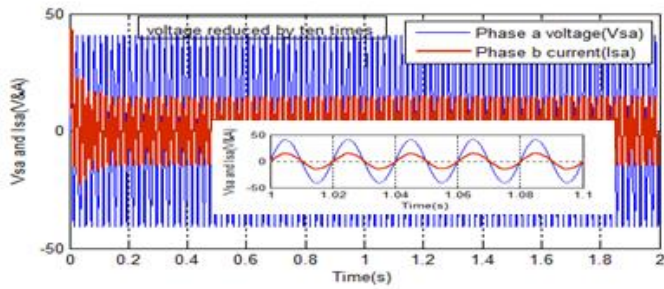 voltage reduced by ten times
Phase a voltage(Vsa)
Phase b current(Isa)
Vsa and Isa(V&A)
50
0
-50
Vsa and Isa(V&A)
50
0
-50
1 1.02 1.04 1.06 1.08 1.1
Time(s)
0 0.2 0.4 0.6 0.8 1 1.2 1.4 1.6 1.8 2
Time(s)